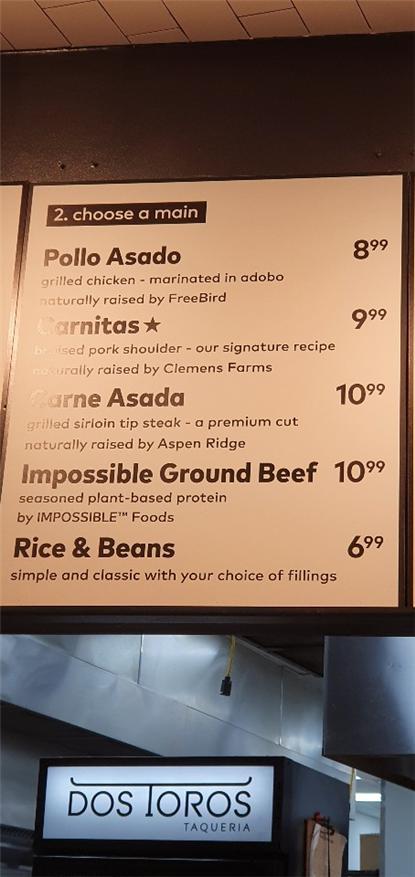 2. choose a main
Pollo Asado 8.99
grilled chicken - marinated in adobo
naturally raised by FreeBird
Carnitas ★ 9.99
braised pork shoulder - our signature recipe
naturally raised by Clemens Farms
Carne Asada 10.99
grilled sirloin tip steak - a premium cut
naturally raised by Aspen Ridge
Impossible Ground Beef 10.99
seasoned plant-based protein
by IMPOSSIBLE™ Foods
Rice & Beans 6.99
simple and classic with your choice of fillings
DOS TOROS
TAQUERIA